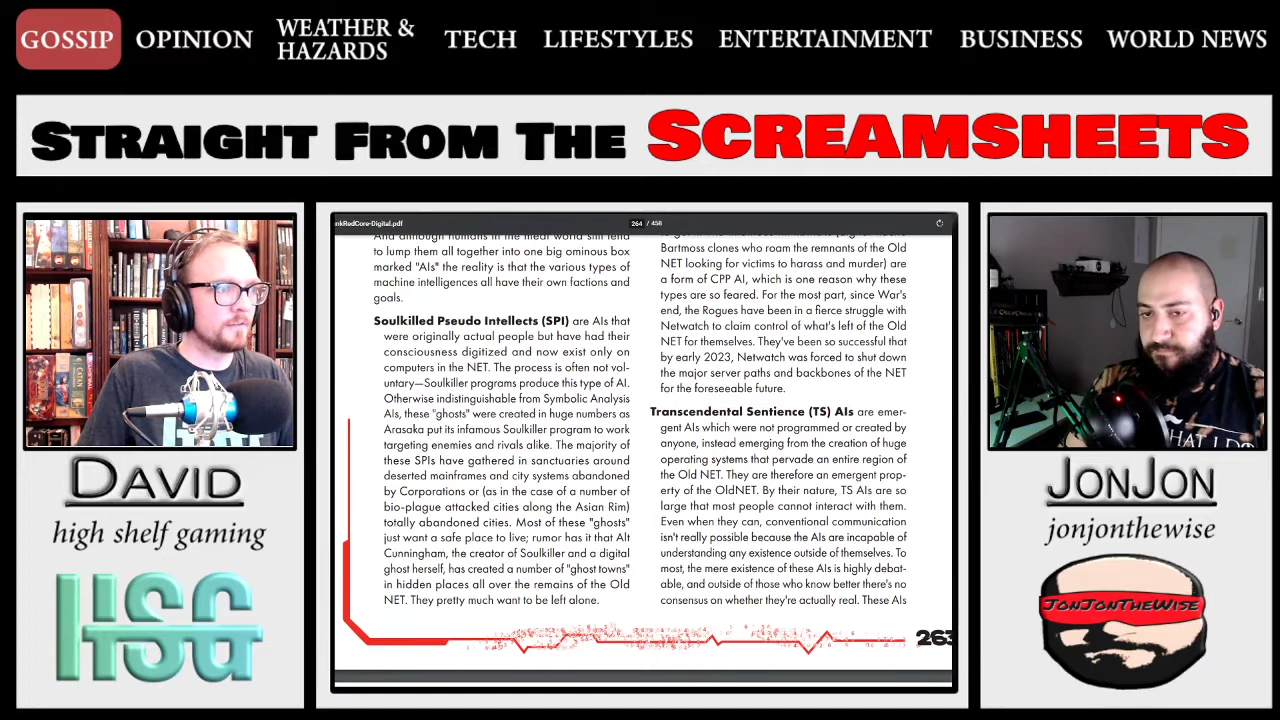 GOSSIP
OPINION
WEATHER &
HAZARDS
TECH
LIFESTYLES
ENTERTAINMENT
BUSINESS
WORLD NEWS
STRAIGHT FROM THE SCREAMSHEETS
nkRedCore-Digital.pdf
264 / 458
And although humans in the meat world still tend
to lump them all together into one big ominous box
marked "AIs" the reality is that the various types of
machine intelligences all have their own factions and
goals.
Soulkilled Pseudo Intellects (SPI) are AIs that
were originally actual people but have had their
consciousness digitized and now exist only on
computers in the NET. The process is often not vol-
untary—Soulkiller programs produce this type of AI.
Otherwise indistinguishable from Symbolic Analysis
AIs, these "ghosts" were created in huge numbers as
Arasaka put its infamous Soulkiller program to work
targeting enemies and rivals alike. The majority of
these SPIs have gathered in sanctuaries around
deserted mainframes and city systems abandoned
by Corporations or (as in the case of a number of
bio-plague attacked cities along the Asian Rim)
totally abandoned cities. Most of these "ghosts"
just want a safe place to live; rumor has it that Alt
Cunningham, the creator of Soulkiller and a digital
ghost herself, has created a number of "ghost towns"
in hidden places all over the remains of the Old
NET. They pretty much want to be left alone.
Bartmoss clones who roam the remnants of the Old
NET looking for victims to harass and murder) are
a form of CPP AI, which is one reason why these
types are so feared. For the most part, since War's
end, the Rogues have been in a fierce struggle with
Netwatch to claim control of what's left of the Old
NET for themselves. They've been so successful that
by early 2023, Netwatch was forced to shut down
the major server paths and backbones of the NET
for the foreseeable future.
Transcendental Sentience (TS) AIs are emer-
gent AIs which were not programmed or created by
anyone, instead emerging from the creation of huge
operating systems that pervade an entire region of
the Old NET. They are therefore an emergent prop-
erty of the OldNET. By their nature, TS AIs are so
large that most people cannot interact with them.
Even when they can, conventional communication
isn't really possible because the AIs are incapable of
understanding any existence outside of themselves. To
most, the mere existence of these AIs is highly debat-
able, and outside of those who know better there's no
consensus on whether they're actually real. These AIs
263
CATAN
DAVID
high shelf gaming
HSG
JONJON
jonjonthewise
JONJONTHEWISE